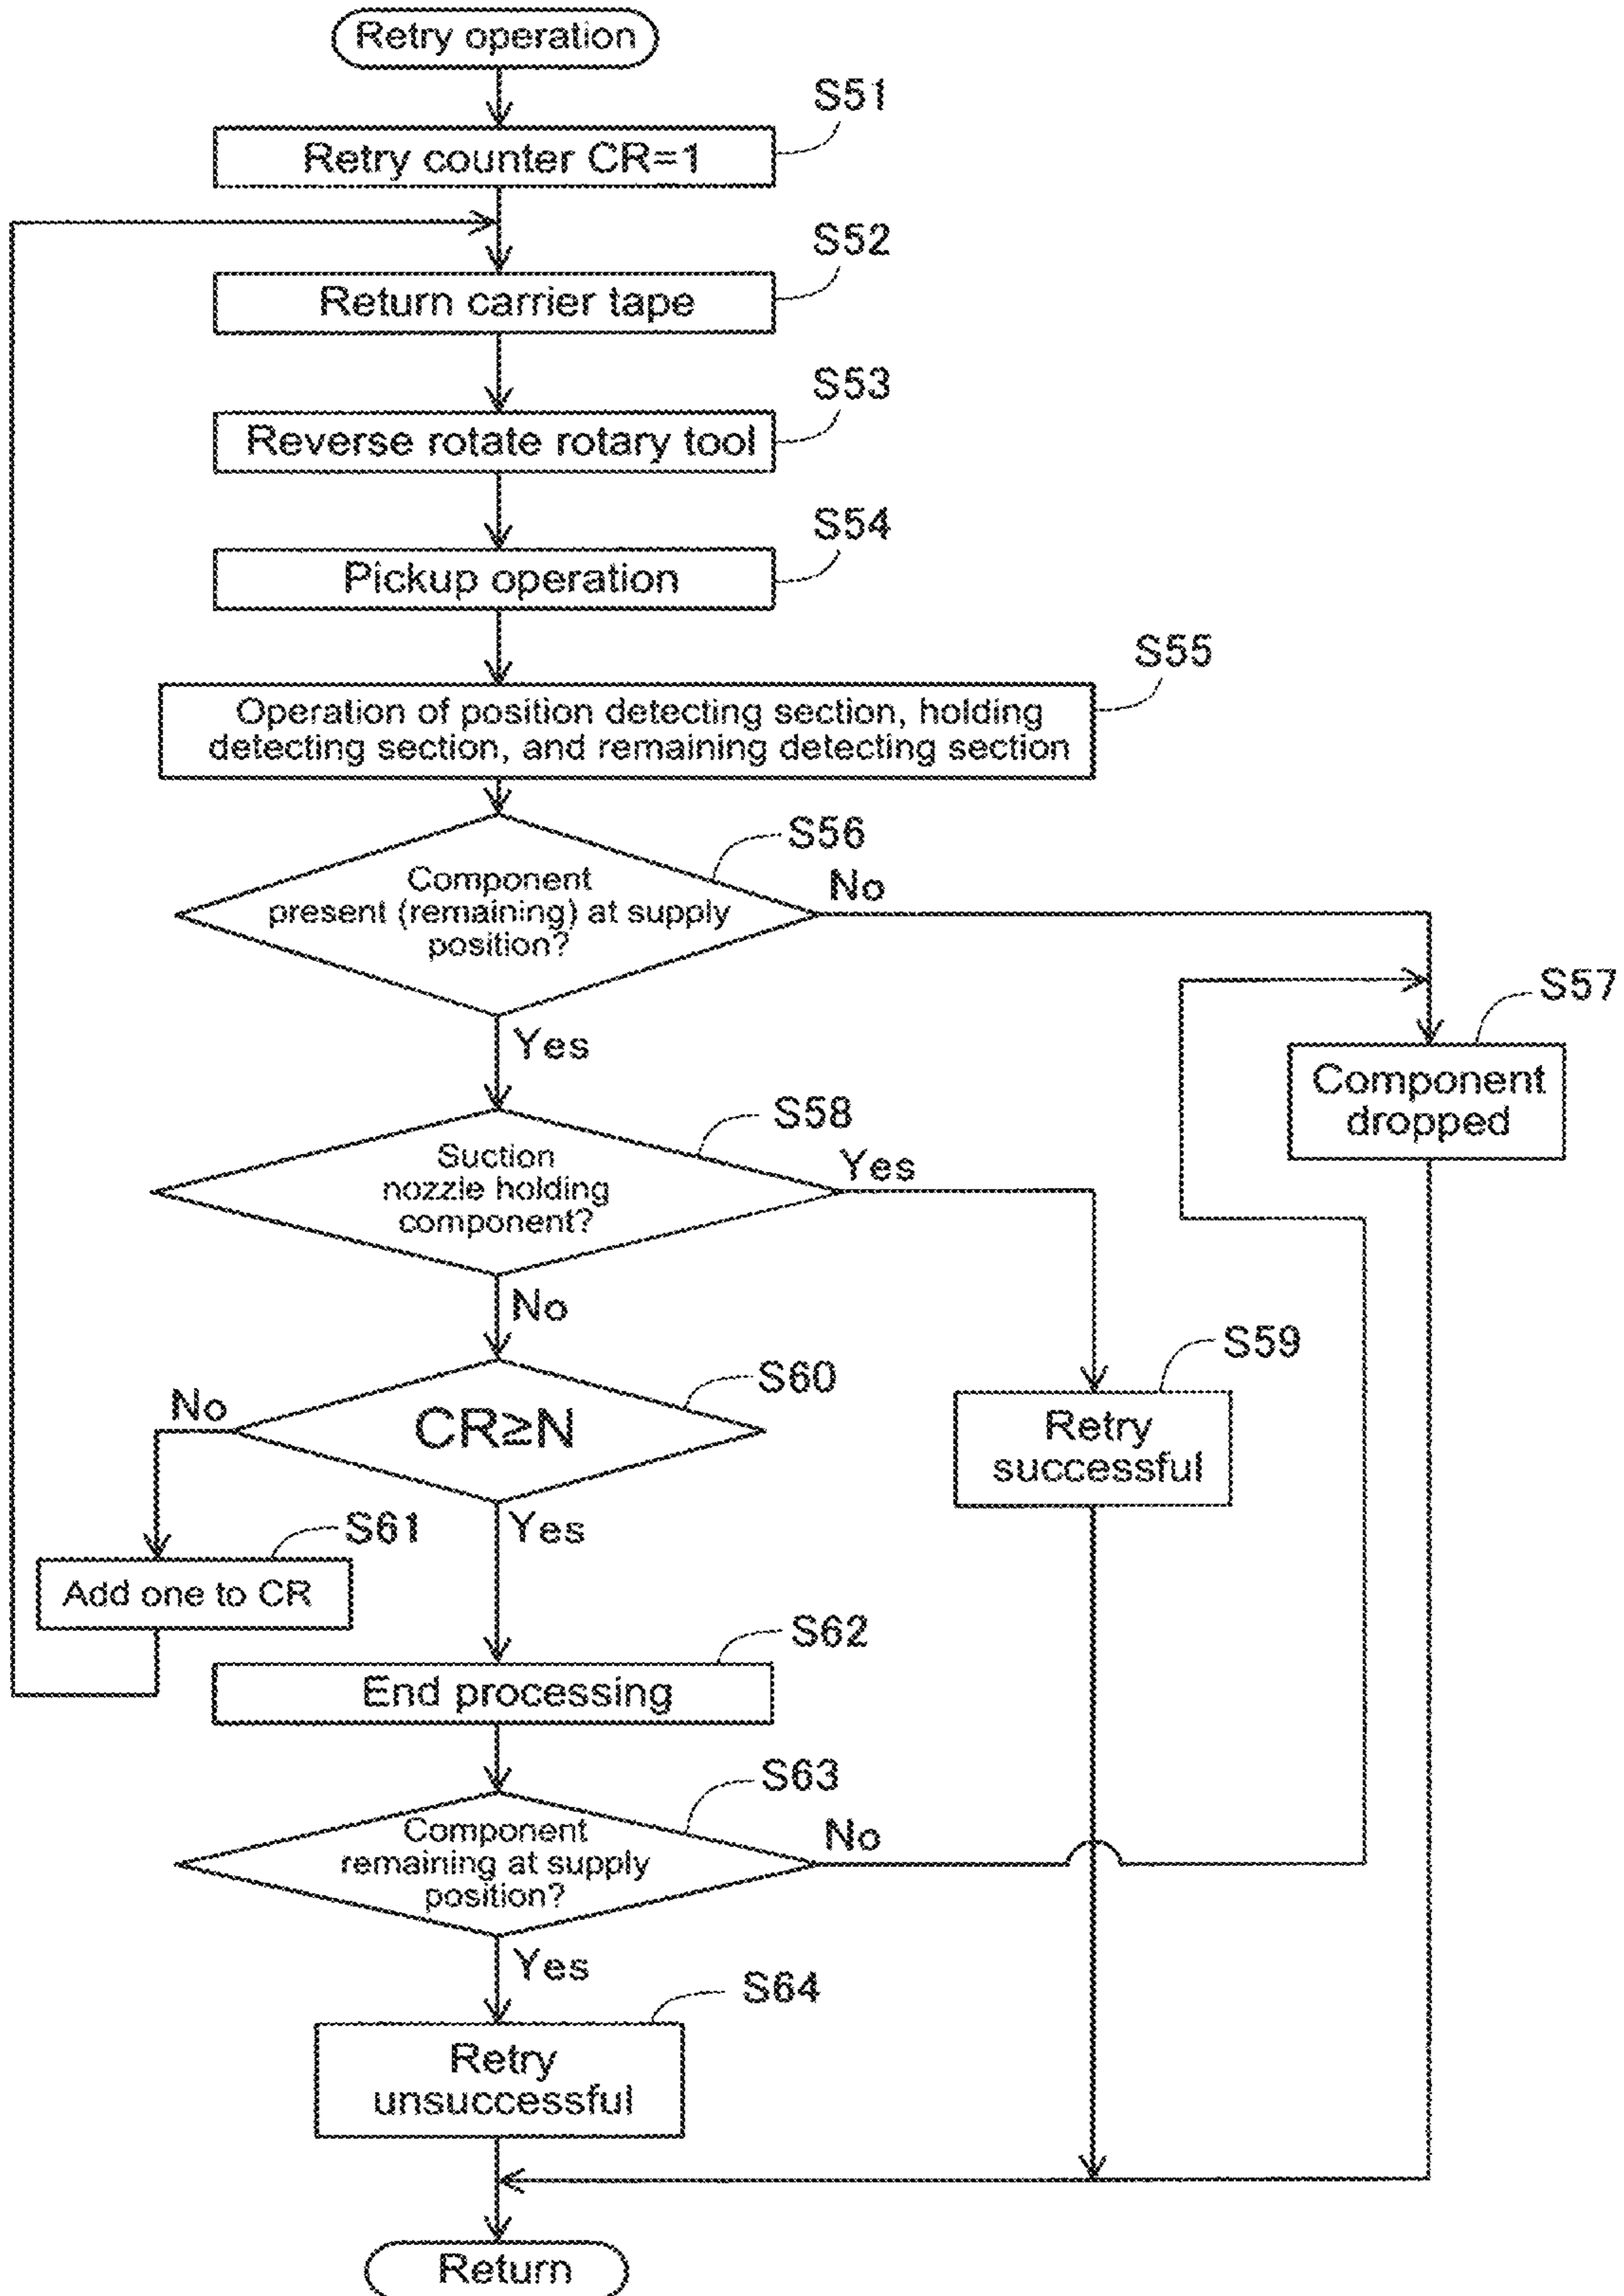 Retry operation
S51
Retry counter CR=1
S52
Return carrier tape
S53
Reverse rotate rotary tool
S54
Pickup operation
S55
Operation of position detecting section, holding
detecting section, and remaining detecting section
S56
Component
present (remaining) at supply
position?
No
Yes
S57
Component
dropped
S58
Suction
nozzle holding
component?
Yes
No
S59
Retry
successful
S60
CR≥N
No
Yes
S61
Add one to CR
S62
End processing
S63
Component
remaining at supply
position?
No
Yes
S64
Retry
unsuccessful
Return